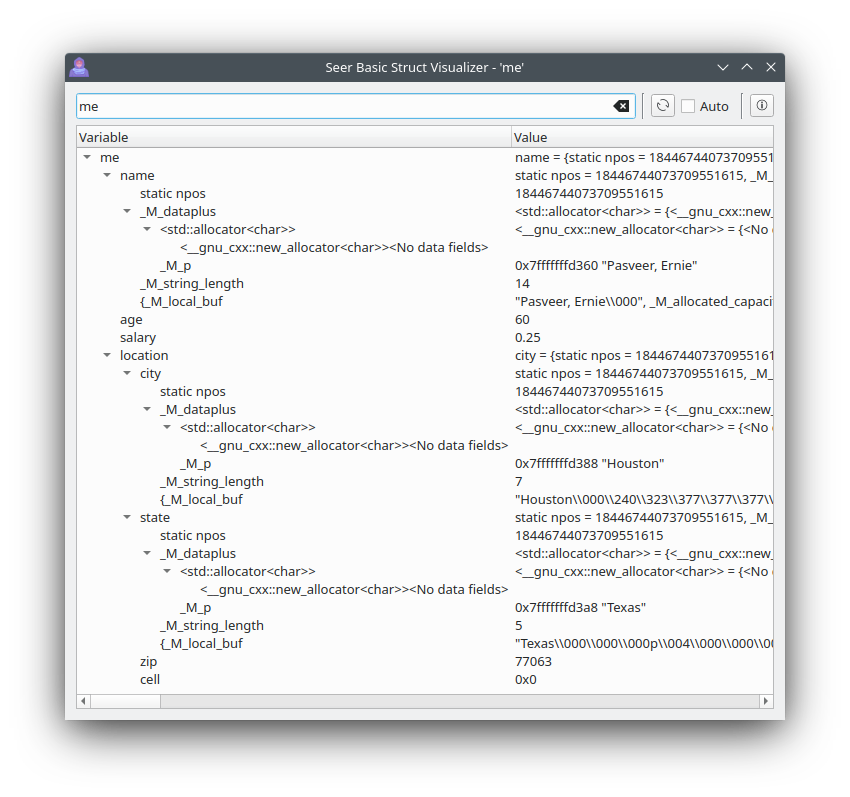 Seer Basic Struct Visualizer - 'me'
me
Auto
Variable Value
me name = {static npos = 18446744073709551
name static npos = 18446744073709551615, _M_
static npos 18446744073709551615
_M_dataplus <std::allocator<char>> = {<__gnu_cxx::new_
<std::allocator<char>> <__gnu_cxx::new_allocator<char>> = {<No
<__gnu_cxx::new_allocator<char>><No data fields>
_M_p 0x7fffffffd360 "Pasveer, Ernie"
_M_string_length 14
{_M_local_buf "Pasveer, Ernie\\000", _M_allocated_capaci
age 60
salary 0.25
location city = {static npos = 184467440737095516
city static npos = 18446744073709551615, _M_
static npos 18446744073709551615
_M_dataplus <std::allocator<char>> = {<__gnu_cxx::new_
<std::allocator<char>> <__gnu_cxx::new_allocator<char>> = {<No
<__gnu_cxx::new_allocator<char>><No data fields>
_M_p 0x7fffffffd388 "Houston"
_M_string_length 7
{_M_local_buf "Houston\\000\\240\\323\\377\\377\\377\\
state static npos = 18446744073709551615, _M_
static npos 18446744073709551615
_M_dataplus <std::allocator<char>> = {<__gnu_cxx::new_
<std::allocator<char>> <__gnu_cxx::new_allocator<char>> = {<No
<__gnu_cxx::new_allocator<char>><No data fields>
_M_p 0x7fffffffd3a8 "Texas"
_M_string_length 5
{_M_local_buf "Texas\\000\\000\\000p\\004\\000\\000\\00
zip 77063
cell 0x0